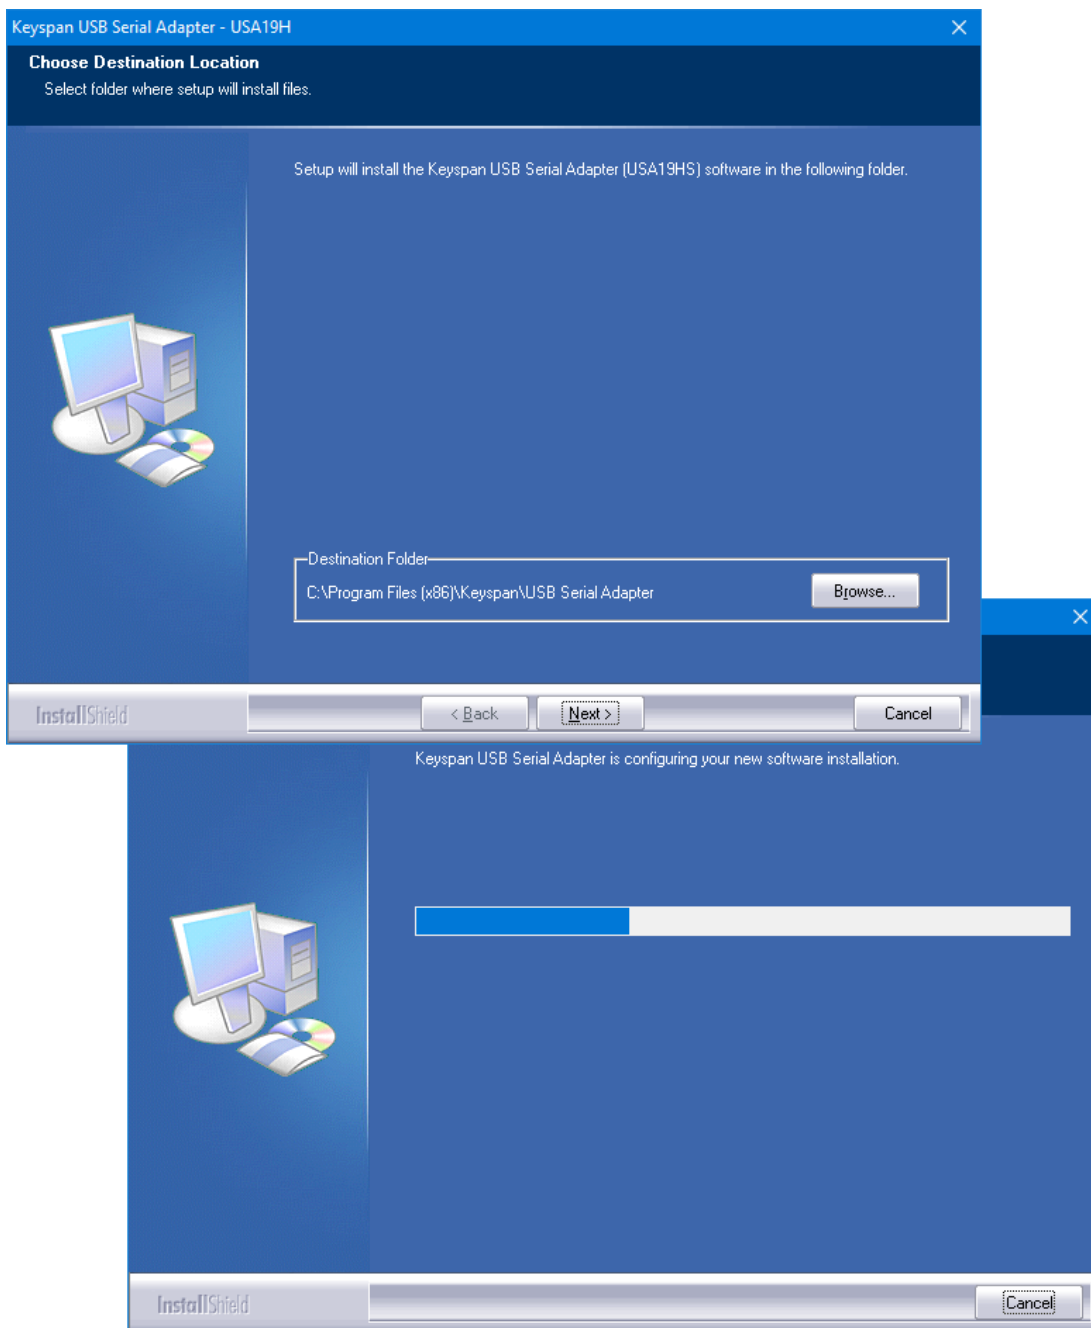 Keyspan USB Serial Adapter - USA19H
Choose Destination Location
Select folder where setup will install files.
Setup will install the Keyspan USB Serial Adapter (USA19HS) software in the following folder.
Destination Folder
C:\Program Files (x86)\Keyspan\USB Serial Adapter
Browse...
InstallShield
< Back
Next >
Cancel
Keyspan USB Serial Adapter is configuring your new software installation.
InstallShield
Cancel